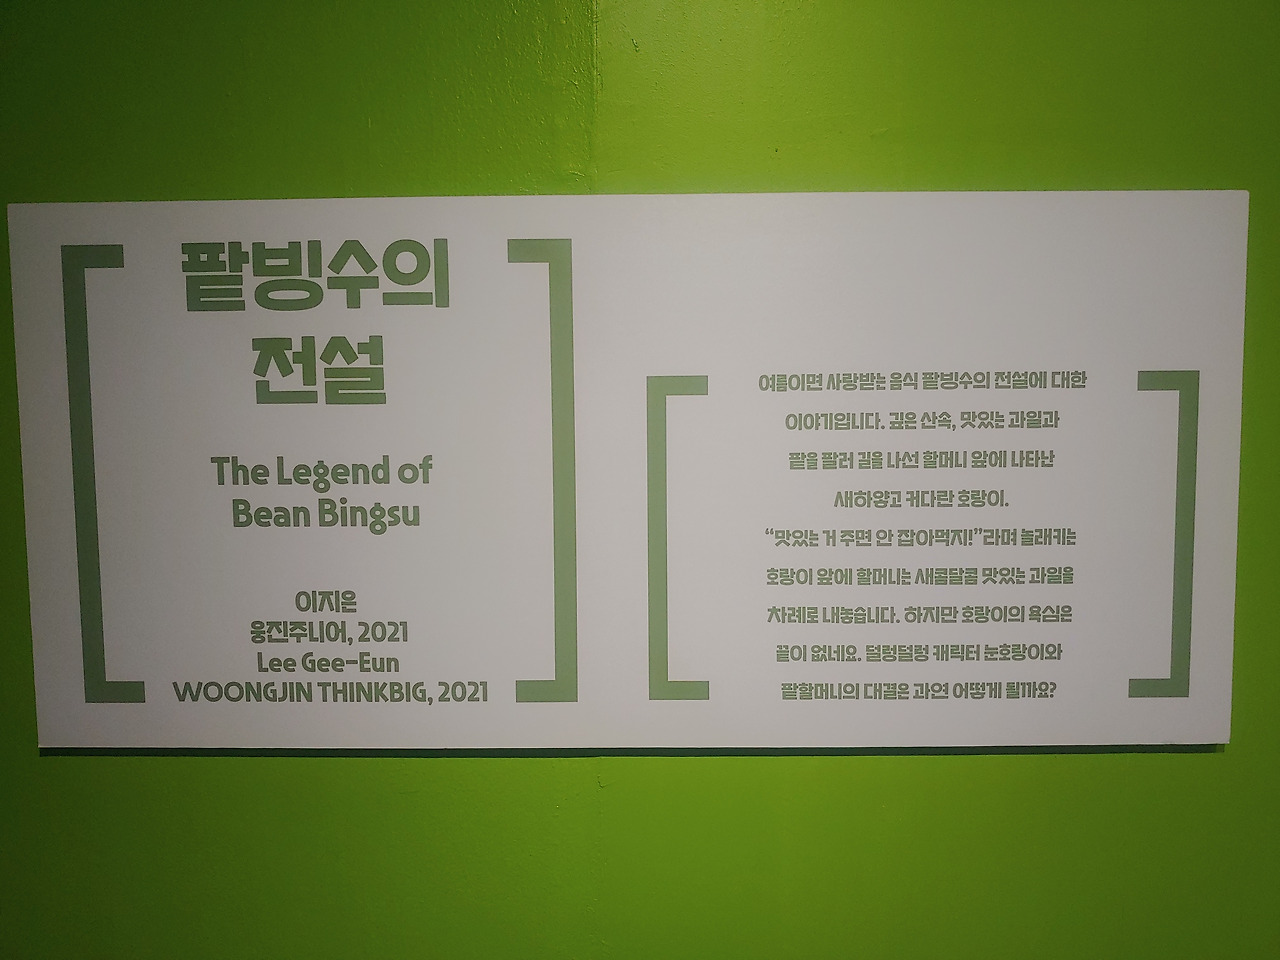 팥빙수의
전설
The Legend of
Bean Bingsu
이지은
웅진주니어, 2021
Lee Gee-Eun
WOONGJIN THINKBIG, 2021
여름이면 사랑받는 음식 팥빙수의 전설에 대한
이야기입니다. 깊은 산속, 맛있는 과일과
팥을 팔러 길을 나선 할머니 앞에 나타난
새하얗고 커다란 호랑이.
“맛있는 거 주면 안 잡아먹지!”라며 놀래키는
호랑이 앞에 할머니는 새콤달콤 맛있는 과일을
차례로 내놓습니다. 하지만 호랑이의 욕심은
끝이 없네요. 덜렁덜렁 캐릭터 눈호랑이와
팥할머니의 대결은 과연 어떻게 될까요?